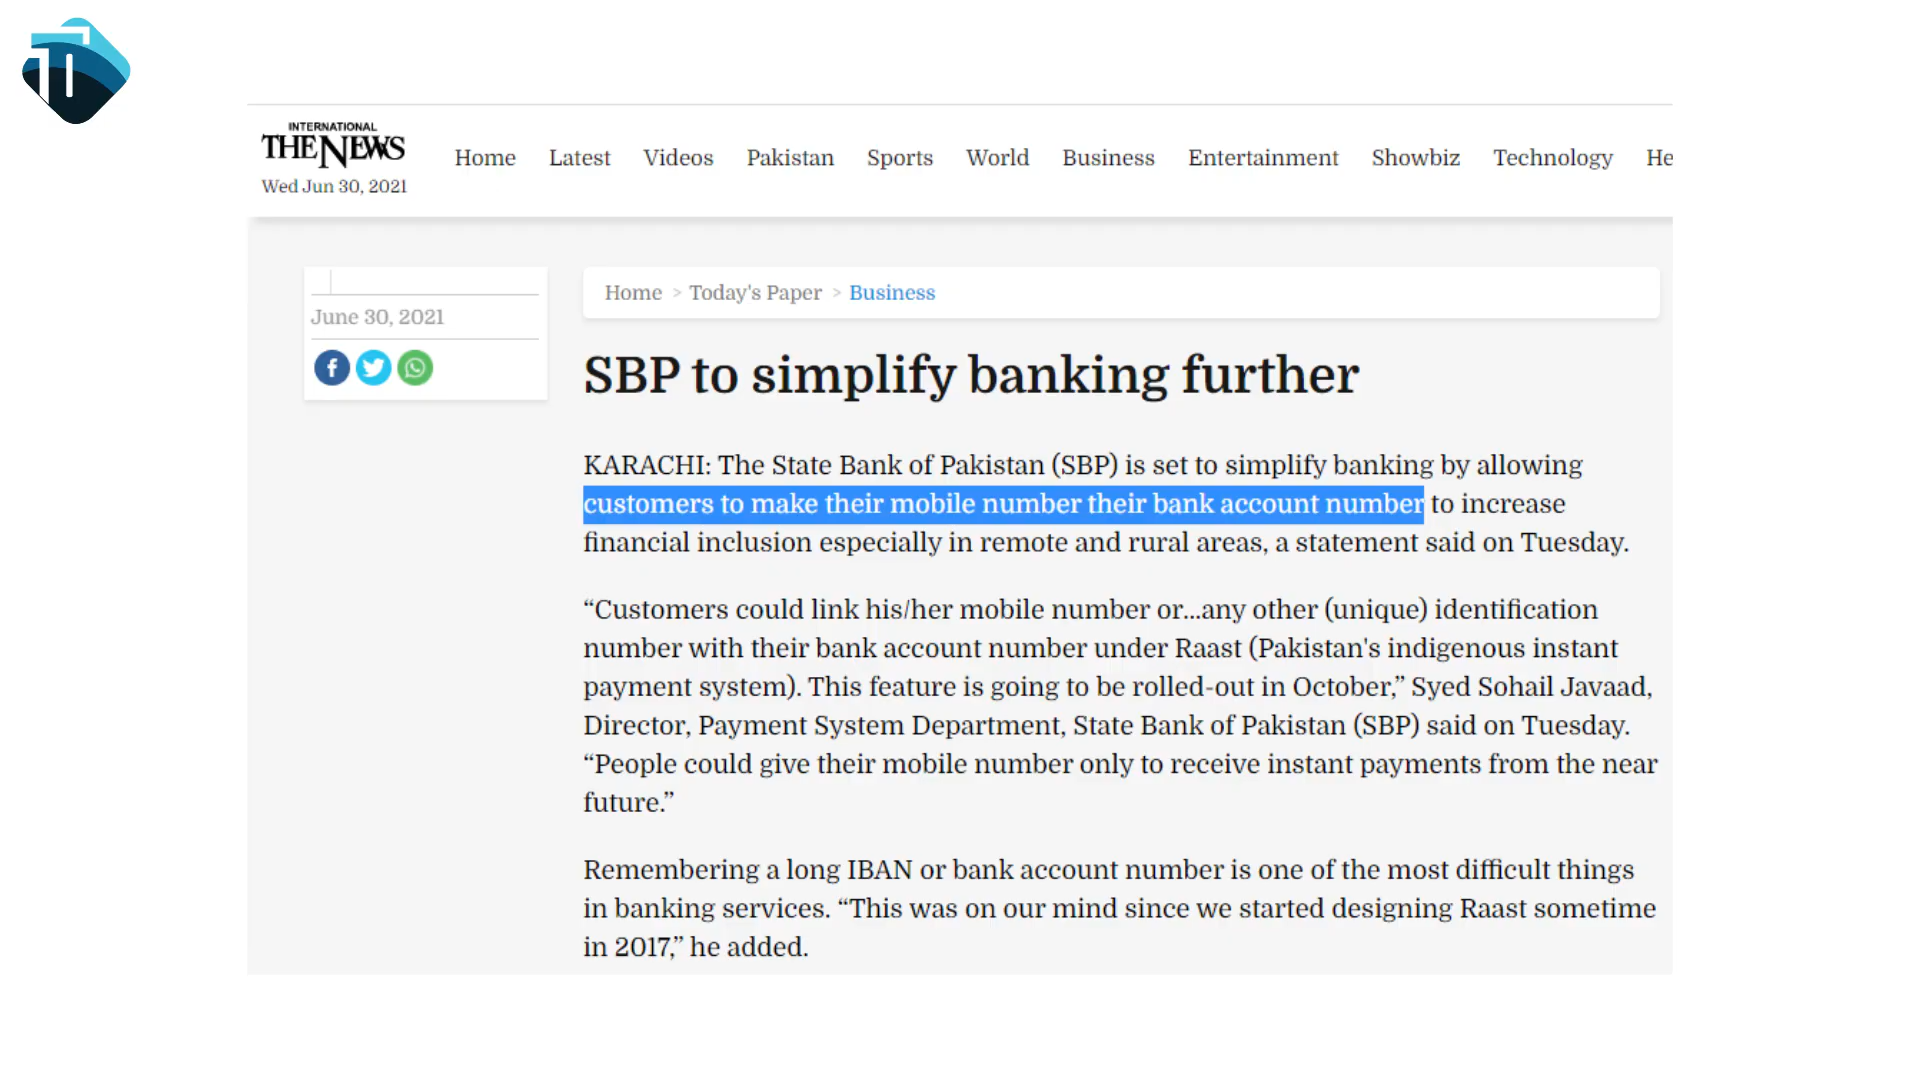 INTERNATIONAL
THE NEWS
Wed Jun 30, 2021
Home Latest Videos Pakistan Sports World Business Entertainment Showbiz Technology He
June 30, 2021
Home > Today's Paper > Business
SBP to simplify banking further
KARACHI: The State Bank of Pakistan (SBP) is set to simplify banking by allowing
customers to make their mobile number their bank account number to increase
financial inclusion especially in remote and rural areas, a statement said on Tuesday.
“Customers could link his/her mobile number or...any other (unique) identification
number with their bank account number under Raast (Pakistan's indigenous instant
payment system). This feature is going to be rolled-out in October,” Syed Sohail Javaad,
Director, Payment System Department, State Bank of Pakistan (SBP) said on Tuesday.
“People could give their mobile number only to receive instant payments from the near
future.”
Remembering a long IBAN or bank account number is one of the most difficult things
in banking services. “This was on our mind since we started designing Raast sometime
in 2017,” he added.